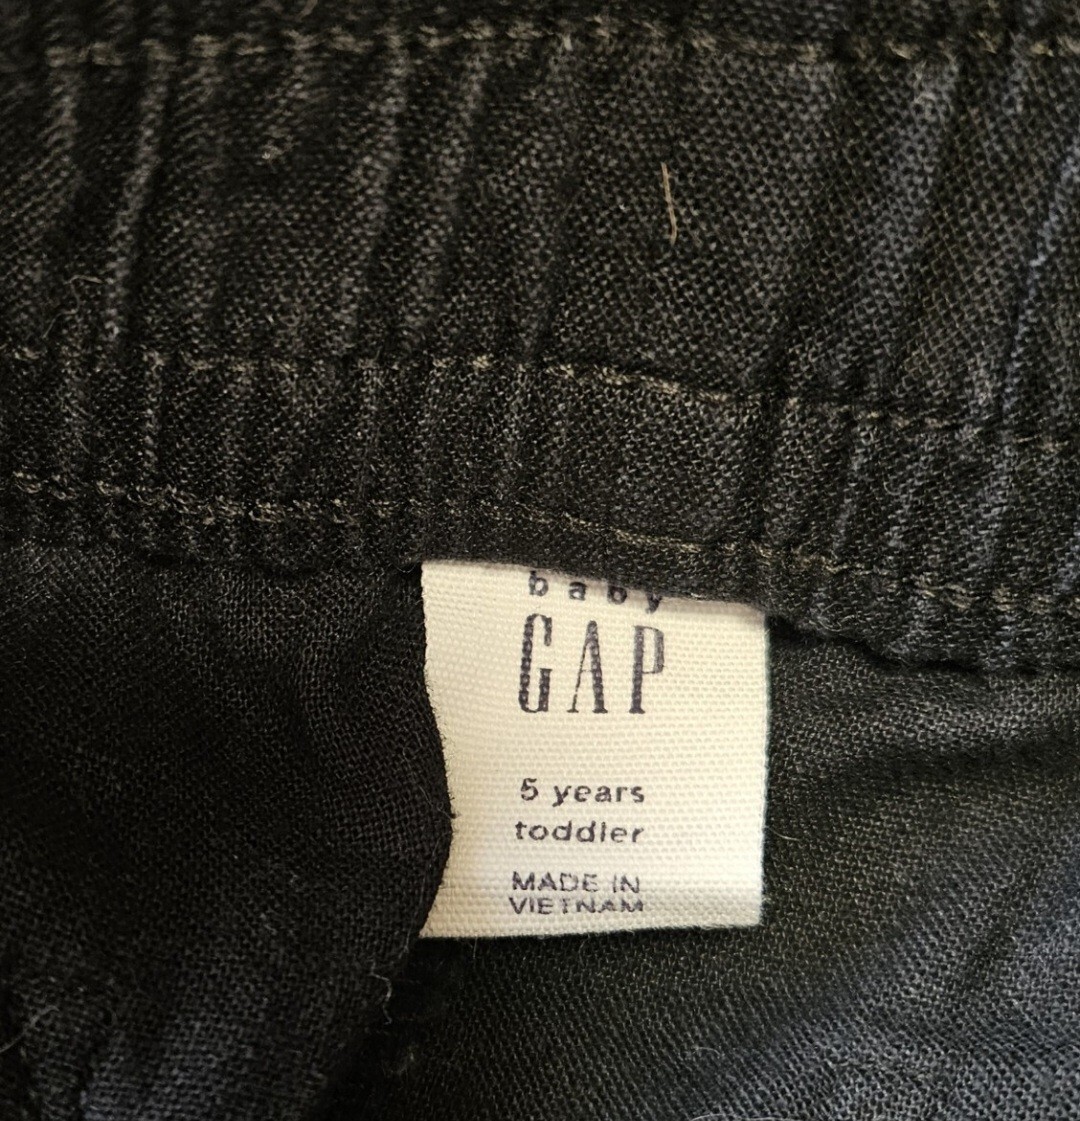 baby
GAP
5 years
toddler
MADE IN
VIETNAM